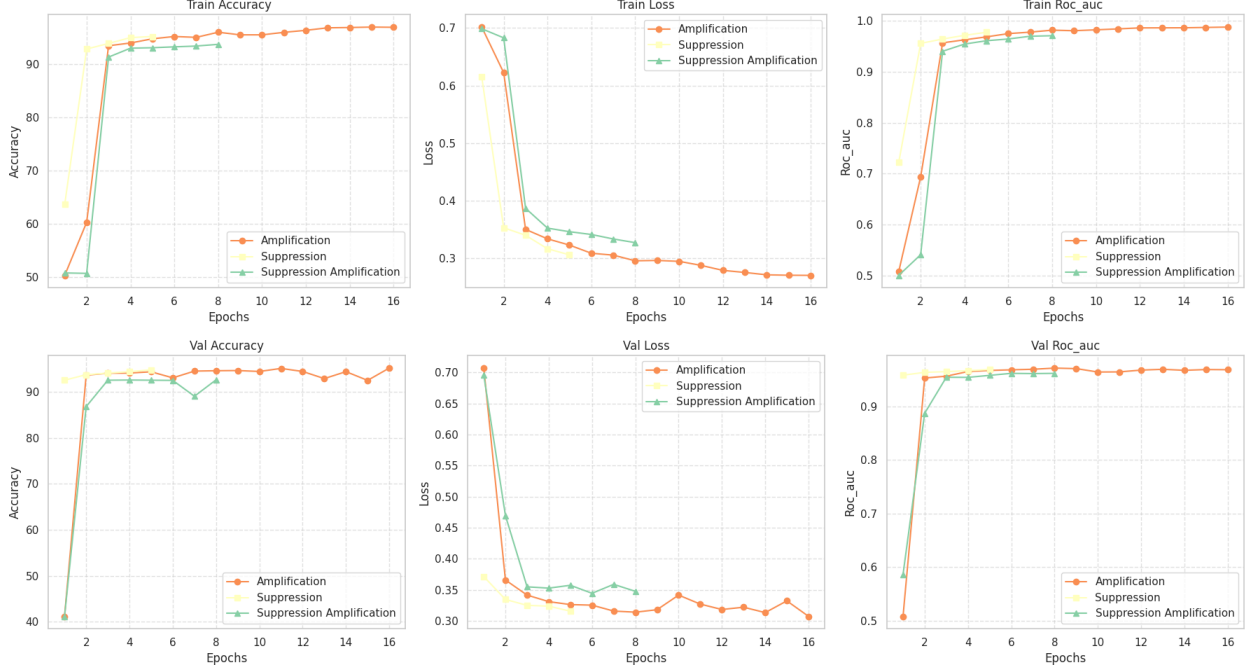 Train Accuracy
Accuracy
90
80
70
60
50
Amplification
Suppression
Suppression Amplification
2 4 6 8 10 12 14 16
Epochs
Train Loss
Loss
0.7
0.6
0.5
0.4
0.3
Amplification
Suppression
Suppression Amplification
2 4 6 8 10 12 14 16
Epochs
Train Roc_auc
Roc_auc
1.0
0.9
0.8
0.7
0.6
0.5
Amplification
Suppression
Suppression Amplification
2 4 6 8 10 12 14 16
Epochs
Val Accuracy
Accuracy
90
80
70
60
50
40
Amplification
Suppression
Suppression Amplification
2 4 6 8 10 12 14 16
Epochs
Val Loss
Loss
0.70
0.65
0.60
0.55
0.50
0.45
0.40
0.35
0.30
Amplification
Suppression
Suppression Amplification
2 4 6 8 10 12 14 16
Epochs
Val Roc_auc
Roc_auc
0.9
0.8
0.7
0.6
0.5
Amplification
Suppression
Suppression Amplification
2 4 6 8 10 12 14 16
Epochs